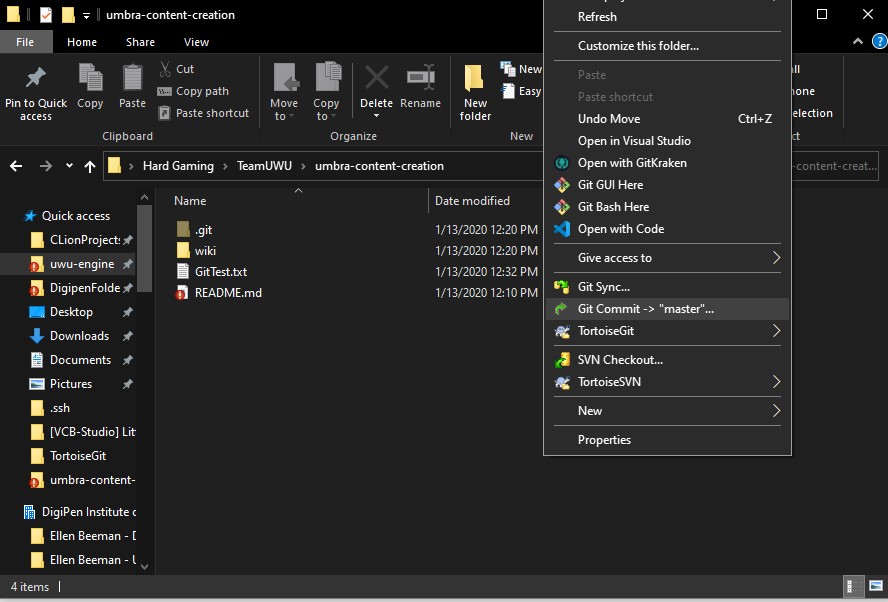 umbra-content-creation
File
Home
Share
View
Pin to Quick access
Copy
Paste
Cut
Copy path
Paste shortcut
Clipboard
Move to
Copy to
Delete
Rename
Organize
New folder
New
Easy
New
Hard Gaming
TeamUWU
umbra-content-creation
-content-creat...
Name
Date modified
.git
1/13/2020 12:20 PM
wiki
1/13/2020 12:20 PM
GitTest.txt
1/13/2020 12:32 PM
README.md
1/13/2020 12:10 PM
Quick access
CLionProject
uwu-engine
DigipenFolde
Desktop
Downloads
Documents
Pictures
.ssh
[VCB-Studio] Lit
TortoiseGit
umbra-content-
DigiPen Institute o
Ellen Beeman - D
Ellen Beeman - U
4 items
Refresh
Customize this folder...
Paste
Paste shortcut
Undo Move
Ctrl+Z
Open in Visual Studio
Open with GitKraken
Git GUI Here
Git Bash Here
Open with Code
Give access to
Git Sync...
Git Commit -> "master"...
TortoiseGit
SVN Checkout...
TortoiseSVN
New
Properties